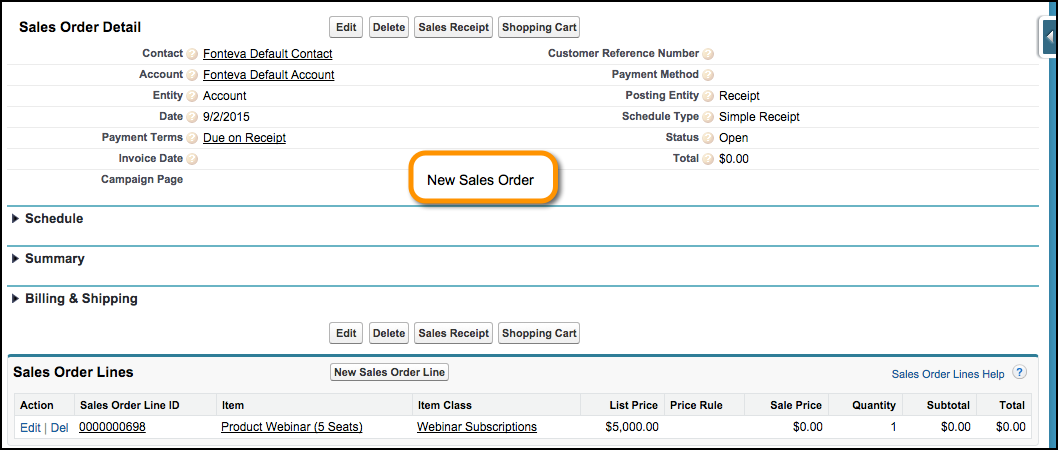 Sales Order Detail Edit Delete Sales Receipt Shopping Cart
Contact ? Fonteva Default Contact Customer Reference Number ?
Account ? Fonteva Default Account Payment Method ?
Entity ? Account Posting Entity ? Receipt
Date ? 9/2/2015 Schedule Type ? Simple Receipt
Payment Terms ? Due on Receipt Status ? Open
Invoice Date ? Total ? $0.00
Campaign Page New Sales Order
Schedule
Summary
Billing & Shipping
Edit Delete Sales Receipt Shopping Cart
Sales Order Lines New Sales Order Line Sales Order Lines Help ?
Action Sales Order Line ID Item Item Class List Price Price Rule Sale Price Quantity Subtotal Total
Edit | Del 0000000698 Product Webinar (5 Seats) Webinar Subscriptions $5,000.00 $0.00 1 $0.00 $0.00